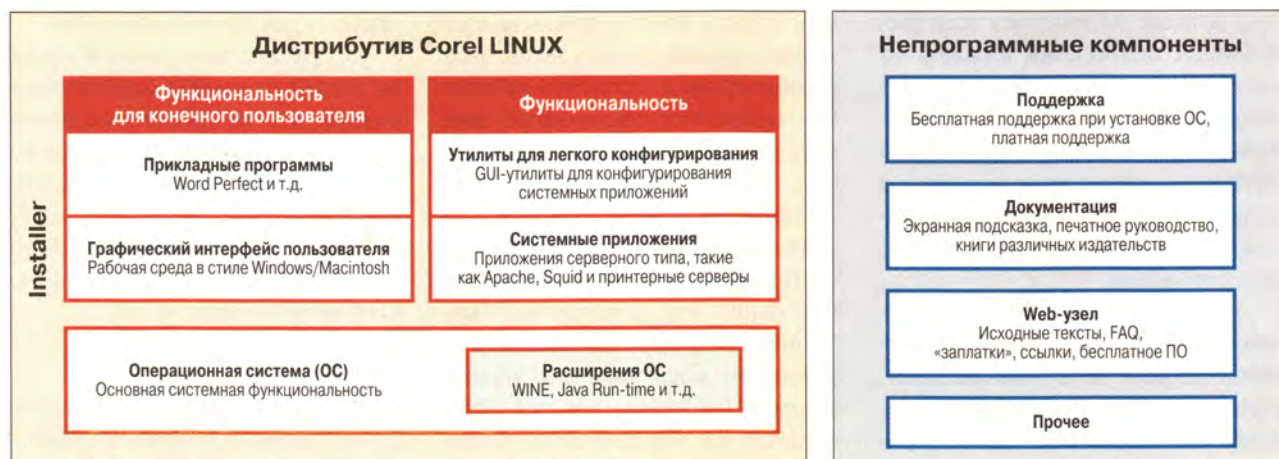 Дистрибутив Corel LINUX
Installer
Функциональность
для конечного пользователя
Прикладные программы
Word Perfect и т.д.
Графический интерфейс пользователя
Рабочая среда в стиле Windows/Macintosh
Функциональность
Утилиты для легкого конфигурирования
GUI-утилиты для конфигурирования
системных приложений
Системные приложения
Приложения серверного типа, такие
как Apache, Squid и принтерные серверы
Операционная система (ОС)
Основная системная функциональность
Расширения ОС
WINE, Java Run-time и т.д.
Непрограммные компоненты
Поддержка
Бесплатная поддержка при установке ОС,
платная поддержка
Документация
Экранная подсказка, печатное руководство,
книги различных издательств
Web-узел
Исходные тексты, FAQ,
«заплатки», ссылки, бесплатное ПО
Прочее